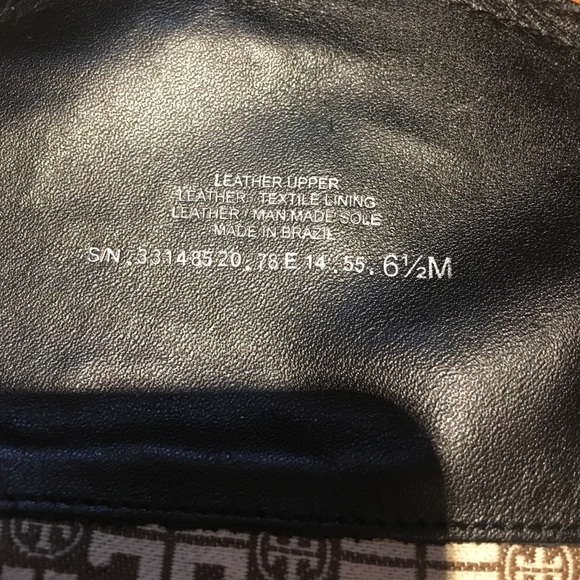 LEATHER UPPER
LEATHER / TEXTILE LINING
LEATHER / MAN.MADE SOLE
MADE IN BRAZIL
S/N . 33148520 . 78 E 14 . 55 . 6½M